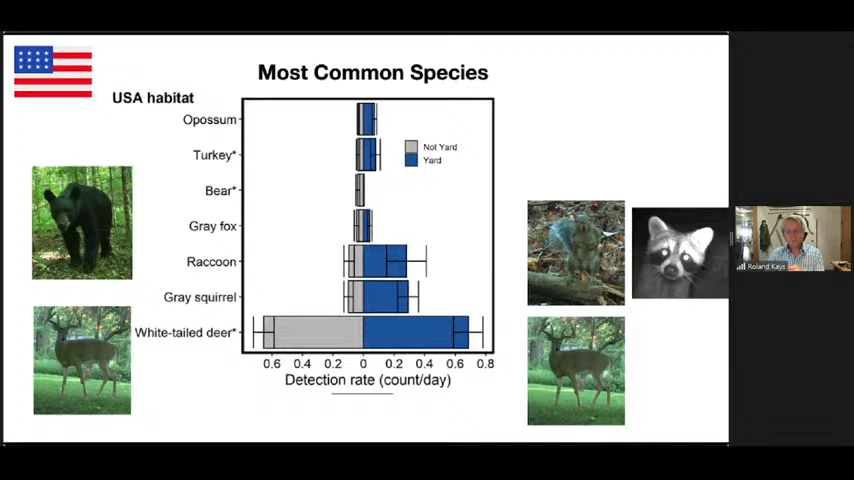 Most Common Species
USA habitat
Opossum
Turkey*
Bear*
Gray fox
Raccoon
Gray squirrel
White-tailed deer*
Not Yard
Yard
0.6 0.4 0.2 0 0.2 0.4 0.6 0.8
Detection rate (count/day)
Roland Kays